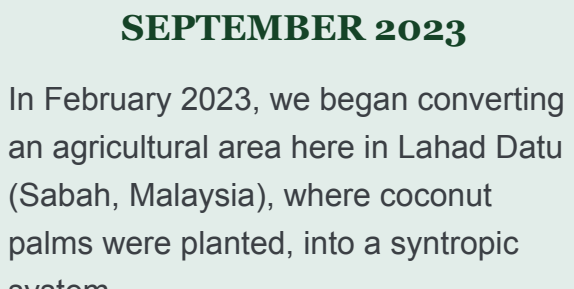 SEPTEMBER 2023
In February 2023, we began converting
an agricultural area here in Lahad Datu
(Sabah, Malaysia), where coconut
palms were planted, into a syntropic
system